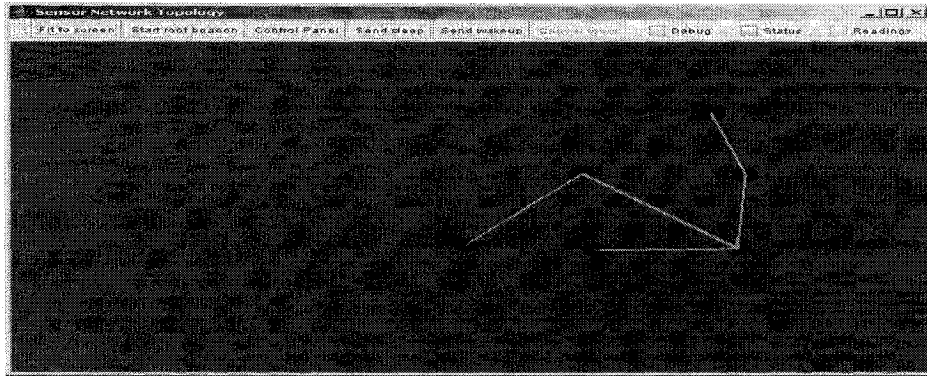 Sensor Network Topology
Fit to screen Start root beacon Control Panel Send sleep Send wakeup Debug Status Readings